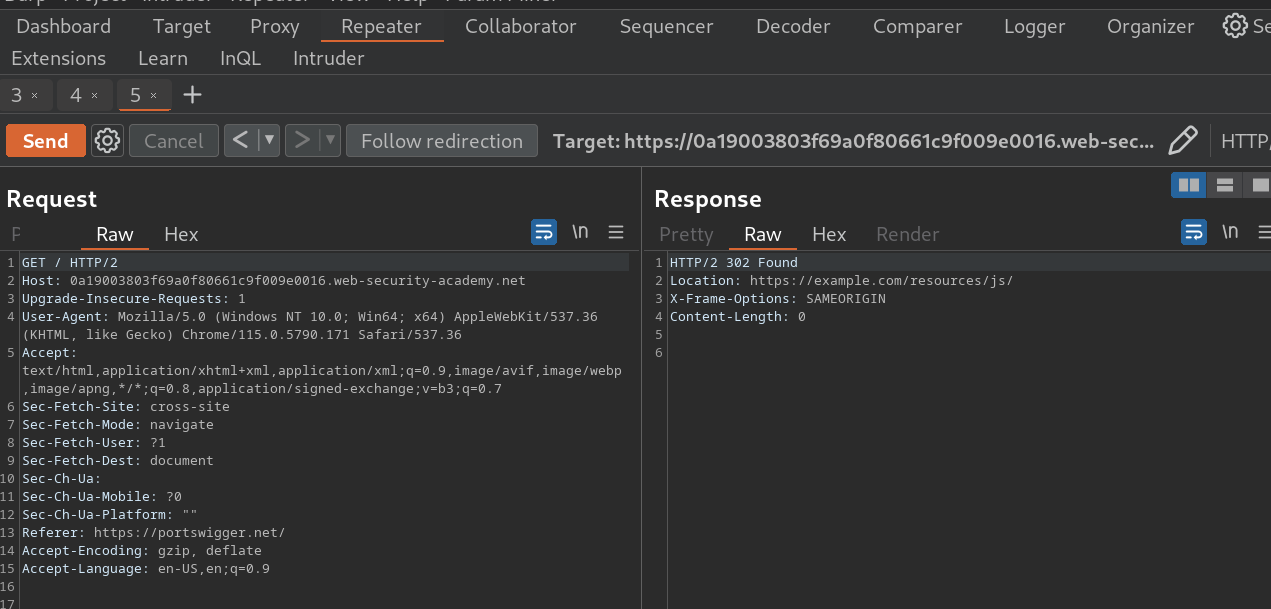 Dashboard Target Proxy Repeater Collaborator Sequencer Decoder Comparer Logger Organizer
Extensions Learn InQL Intruder
3 × 4 × 5 × +
Send Cancel < ▼ > ▼ Follow redirection Target: https://0a19003803f69a0f80661c9f009e0016.web-sec... HTTP/
Request
Raw Hex \n
1 GET / HTTP/2
2 Host: 0a19003803f69a0f80661c9f009e0016.web-security-academy.net
3 Upgrade-Insecure-Requests: 1
4 User-Agent: Mozilla/5.0 (Windows NT 10.0; Win64; x64) AppleWebKit/537.36
(KHTML, like Gecko) Chrome/115.0.5790.171 Safari/537.36
5 Accept:
text/html,application/xhtml+xml,application/xml;q=0.9,image/avif,image/webp
,image/apng,*/*;q=0.8,application/signed-exchange;v=b3;q=0.7
6 Sec-Fetch-Site: cross-site
7 Sec-Fetch-Mode: navigate
8 Sec-Fetch-User: ?1
9 Sec-Fetch-Dest: document
10 Sec-Ch-Ua:
11 Sec-Ch-Ua-Mobile: ?0
12 Sec-Ch-Ua-Platform: ""
13 Referer: https://portswigger.net/
14 Accept-Encoding: gzip, deflate
15 Accept-Language: en-US,en;q=0.9
16
17
Response
Pretty Raw Hex Render \n
1 HTTP/2 302 Found
2 Location: https://example.com/resources/js/
3 X-Frame-Options: SAMEORIGIN
4 Content-Length: 0
5
6